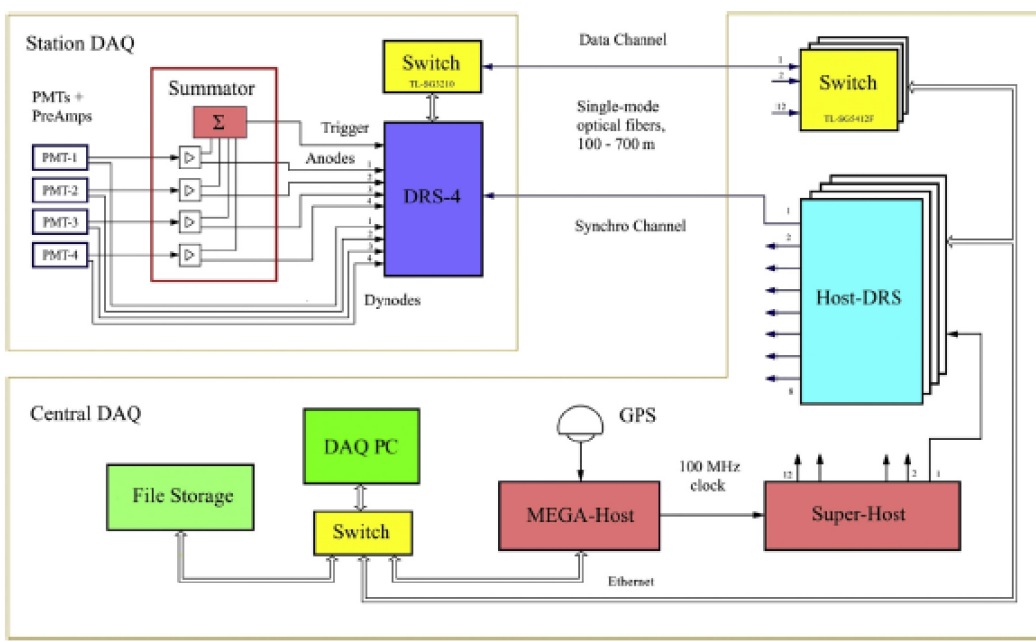 Station DAQ
PMTs +
PreAmps
Summator
Σ
PMT-1
PMT-2
PMT-3
PMT-4
Trigger
Anodes
1
2
3
4
1
2
3
4
Dynodes
Switch
TL-SG3210
DRS-4
Data Channel
Single-mode
optical fibers,
100 - 700 m
Synchro Channel
1
2
12
Switch
TL-SG5412F
1
2
8
Host-DRS
Central DAQ
File Storage
DAQ PC
Switch
GPS
MEGA-Host
100 MHz
clock
12
2
1
Super-Host
Ethernet